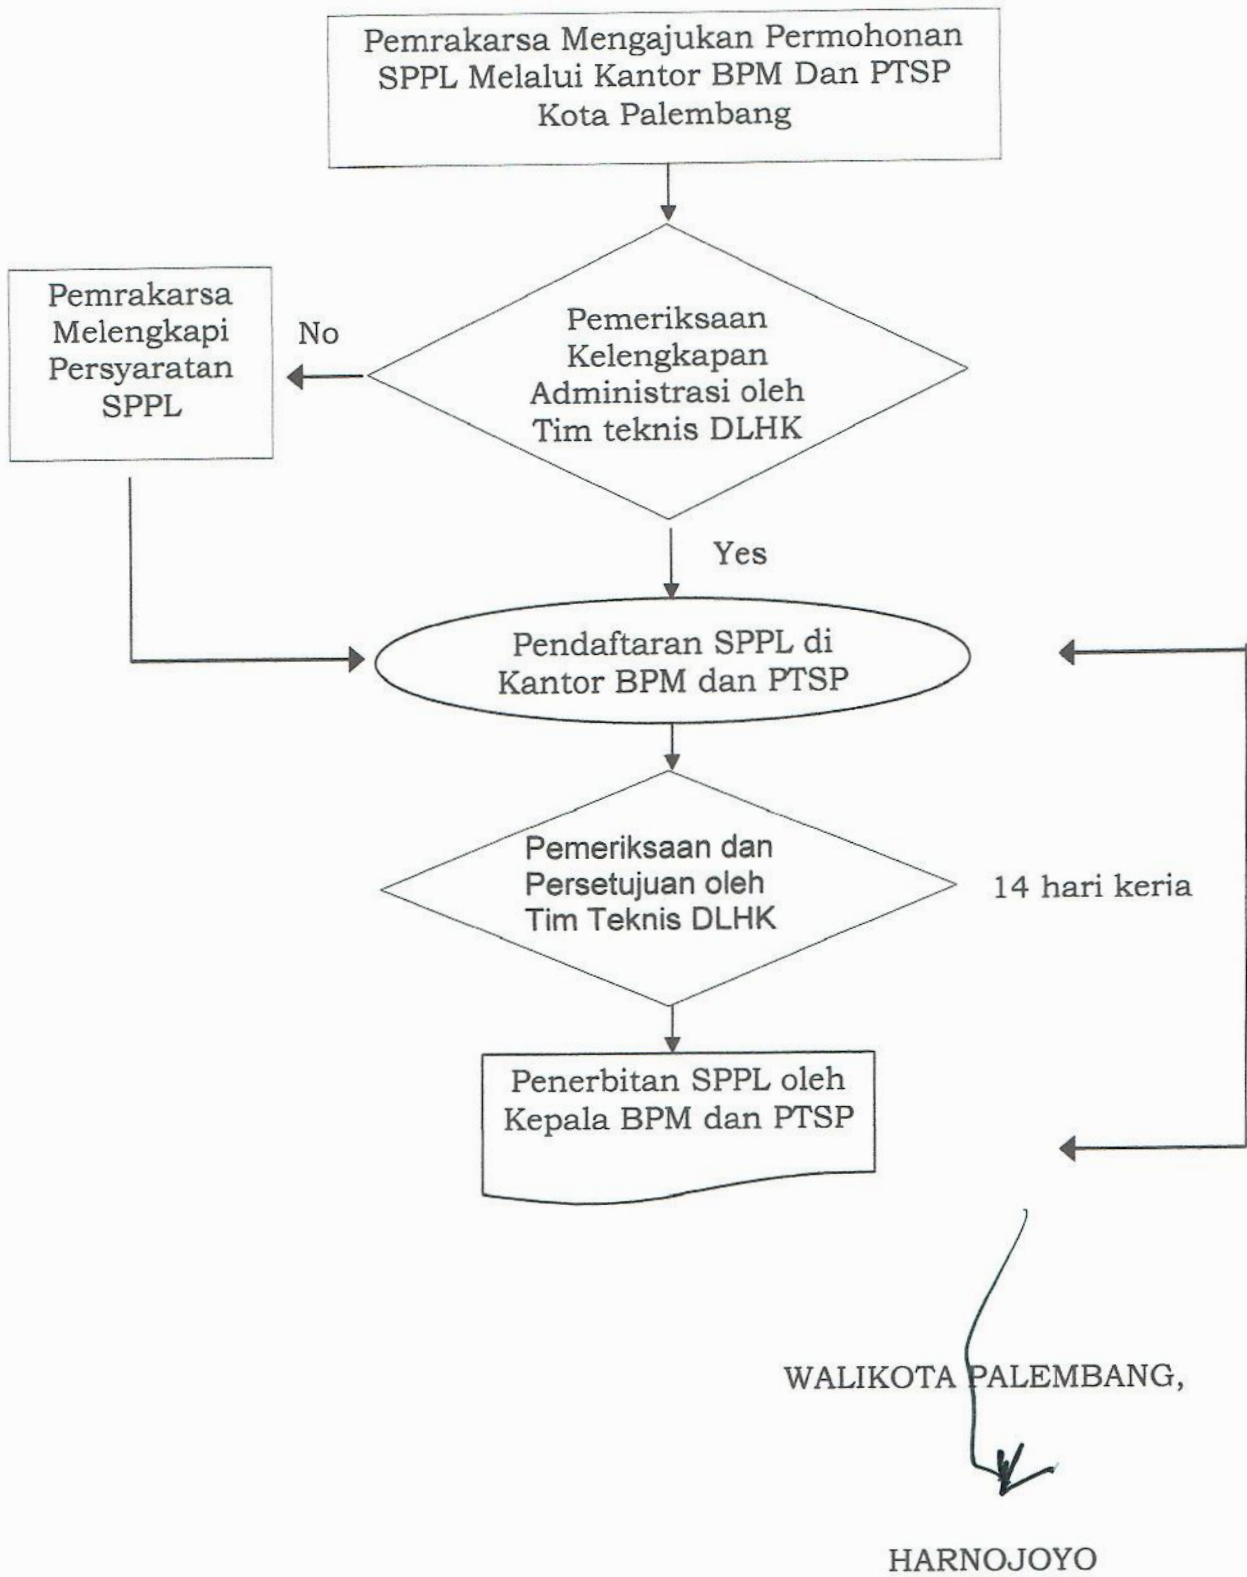 Pemrakarsa Mengajukan Permohonan
SPPL Melalui Kantor BPM Dan PTSP
Kota Palembang
Pemrakarsa
Melengkapi
Persyaratan
SPPL
No
Pemeriksaan
Kelengkapan
Administrasi oleh
Tim teknis DLHK
Yes
Pendaftaran SPPL di
Kantor BPM dan PTSP
Pemeriksaan dan
Persetujuan oleh
Tim Teknis DLHK
14 hari keria
Penerbitan SPPL oleh
Kepala BPM dan PTSP
WALIKOTA PALEMBANG,
HARNOJOYO